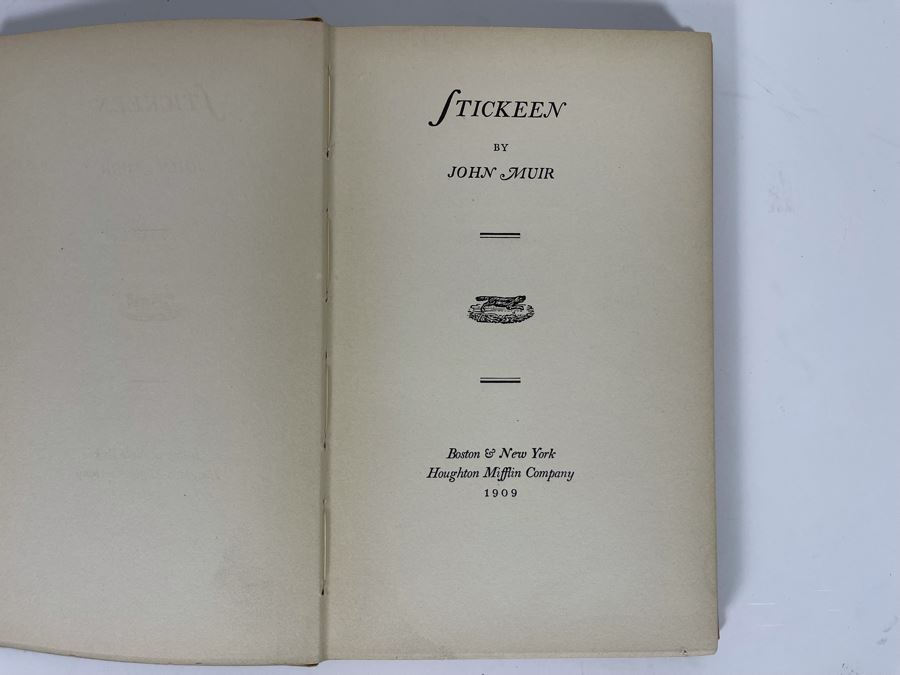 STICKEEN
BY
JOHN MUIR
Boston & New York
Houghton Mifflin Company
1909